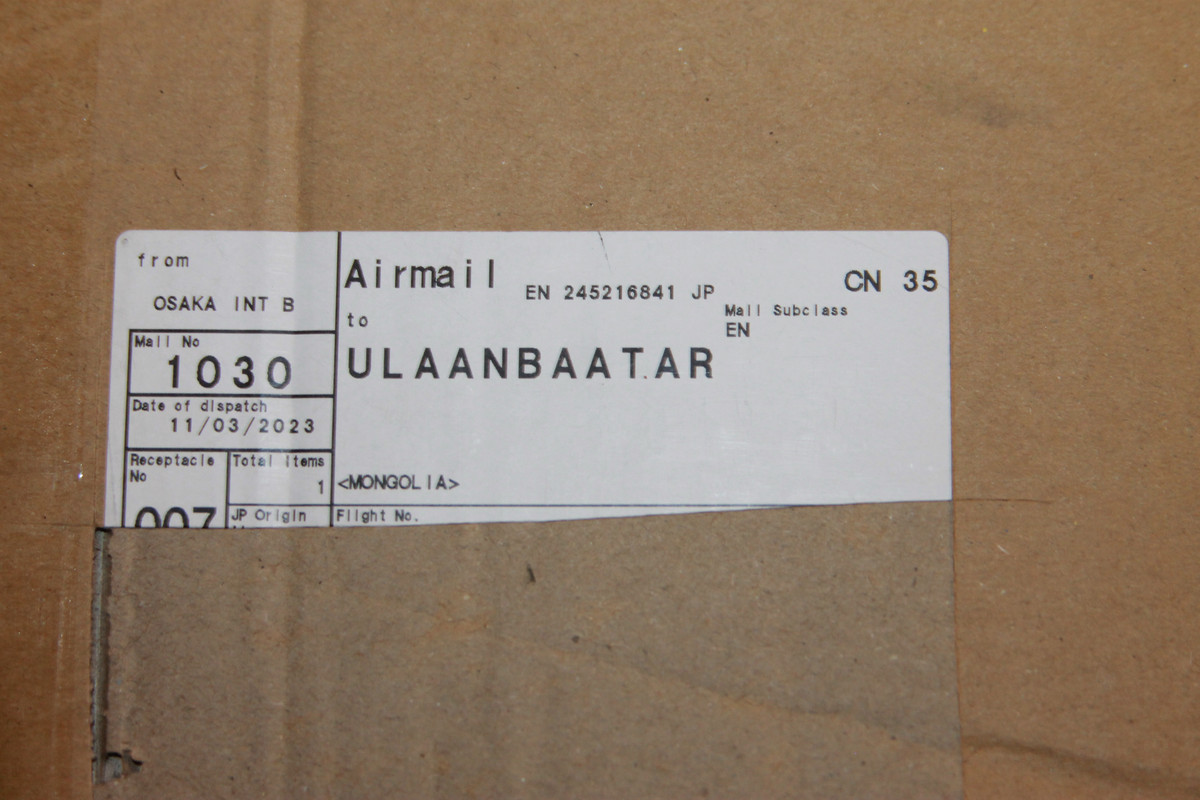 from
OSAKA INT B
Airmail
EN 245216841 JP
CN 35
to
Mail Subclass
EN
ULAANBAATAR
<MONGOLIA>
Mail No
1030
Date of dispatch
11/03/2023
Receptacle
No
007
Total items
1
JP Origin
Flight No.